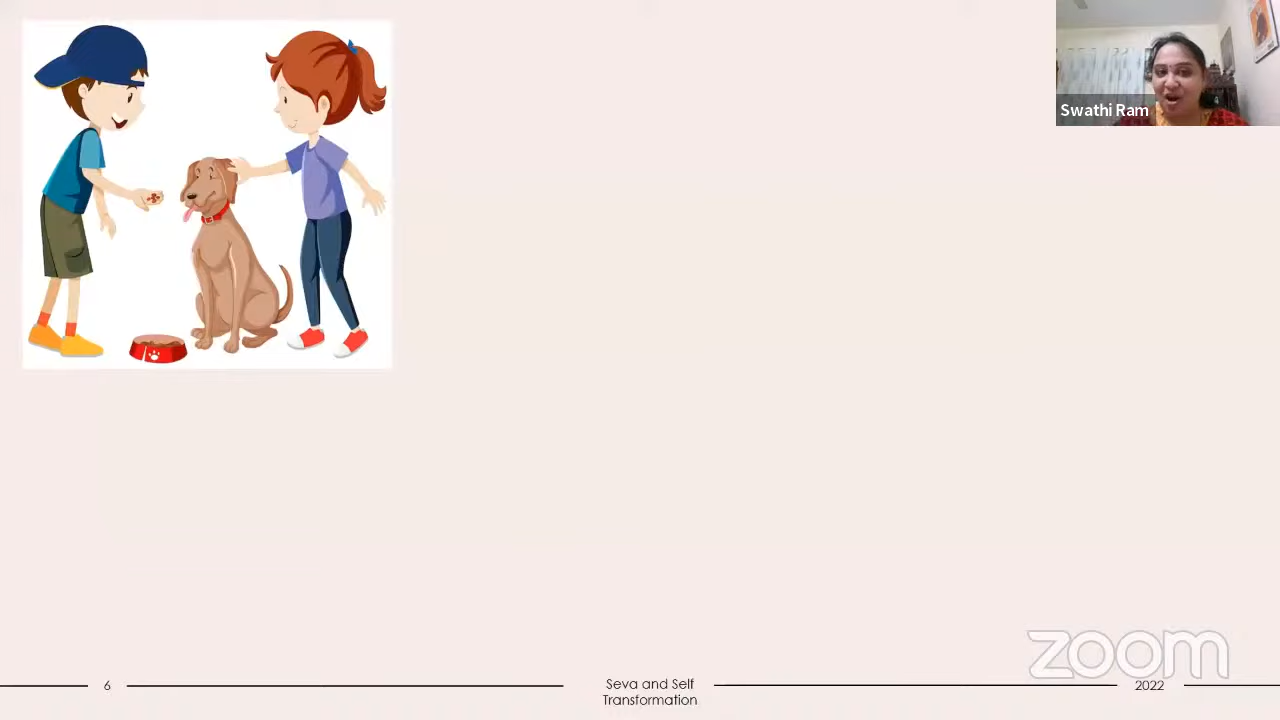 Swathi Ram
zoom
6
Seva and Self
Transformation
2022